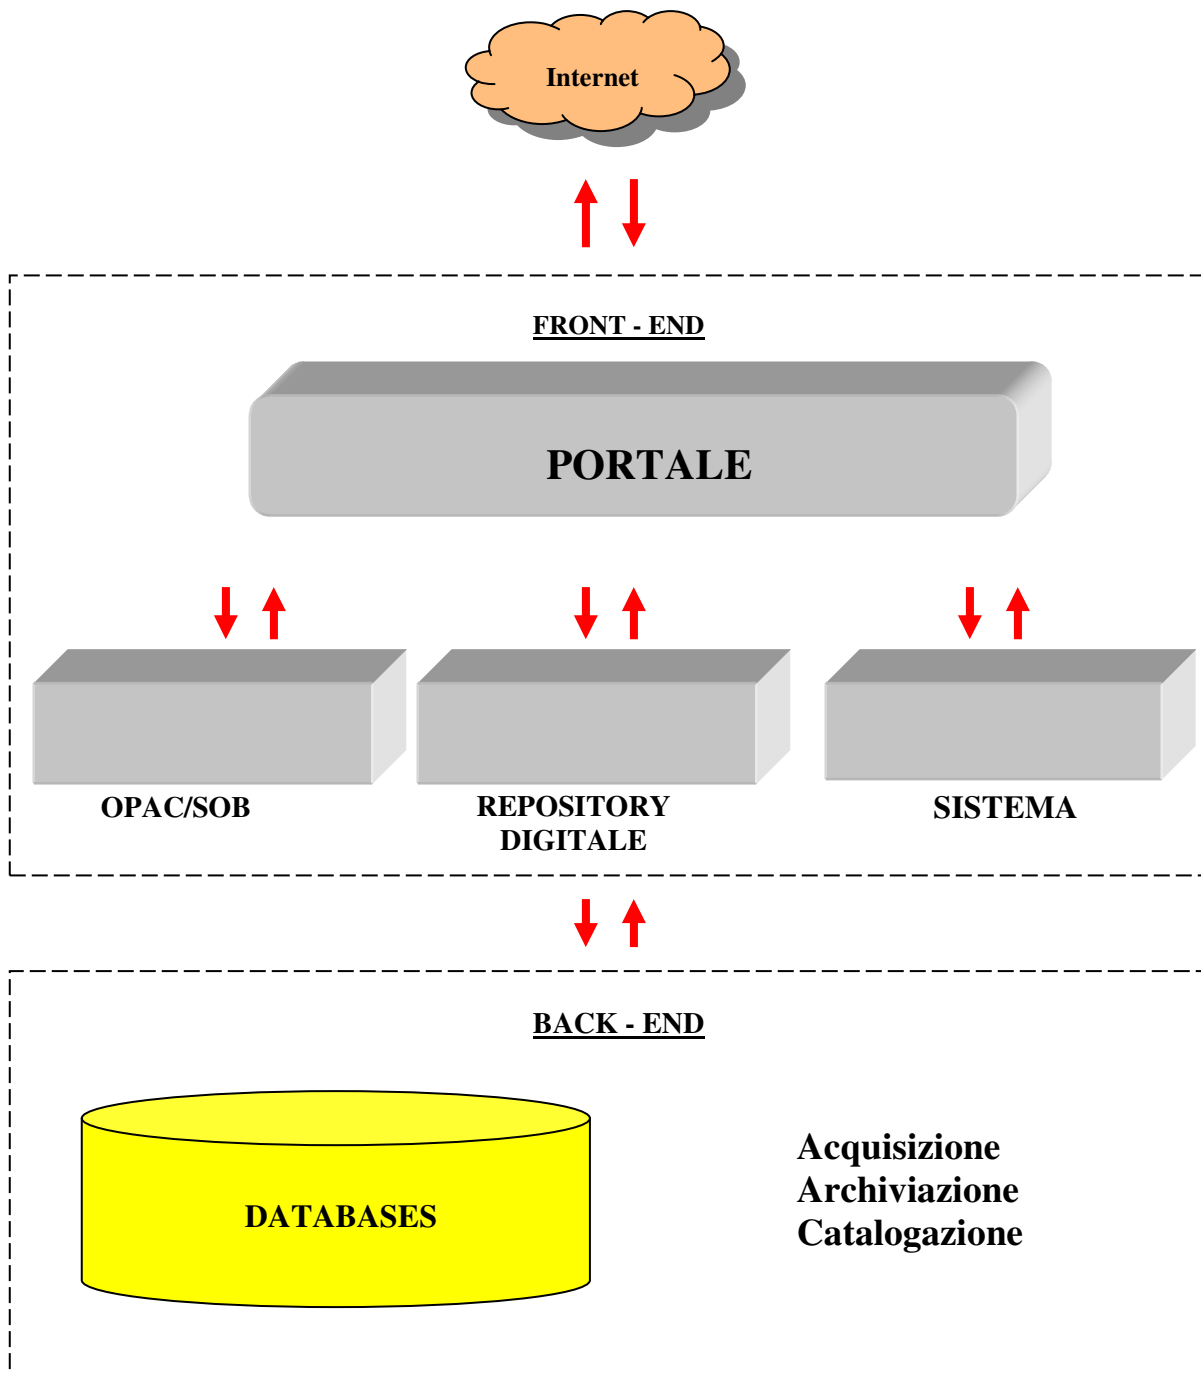 Internet
FRONT - END
PORTALE
OPAC/SOB
REPOSITORY
DIGITALE
SISTEMA
BACK - END
DATABASES
Acquisizione
Archiviazione
Catalogazione